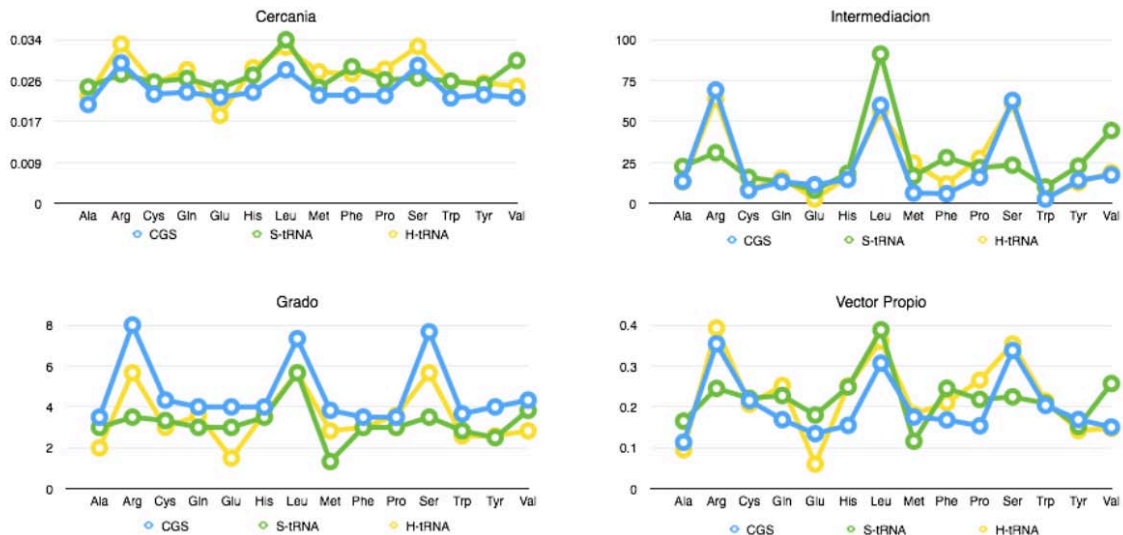 Cercania
0.034
0.026
0.017
0.009
0
Ala Arg Cys Gln Glu His Leu Met Phe Pro Ser Trp Tyr Val
CGS S-tRNA H-tRNA
Intermediacion
100
75
50
25
0
Ala Arg Cys Gln Glu His Leu Met Phe Pro Ser Trp Tyr Val
CGS S-tRNA H-tRNA
Grado
8
6
4
2
0
Ala Arg Cys Gln Glu His Leu Met Phe Pro Ser Trp Tyr Val
CGS S-tRNA H-tRNA
Vector Propio
0.4
0.3
0.2
0.1
0
Ala Arg Cys Gln Glu His Leu Met Phe Pro Ser Trp Tyr Val
CGS S-tRNA H-tRNA